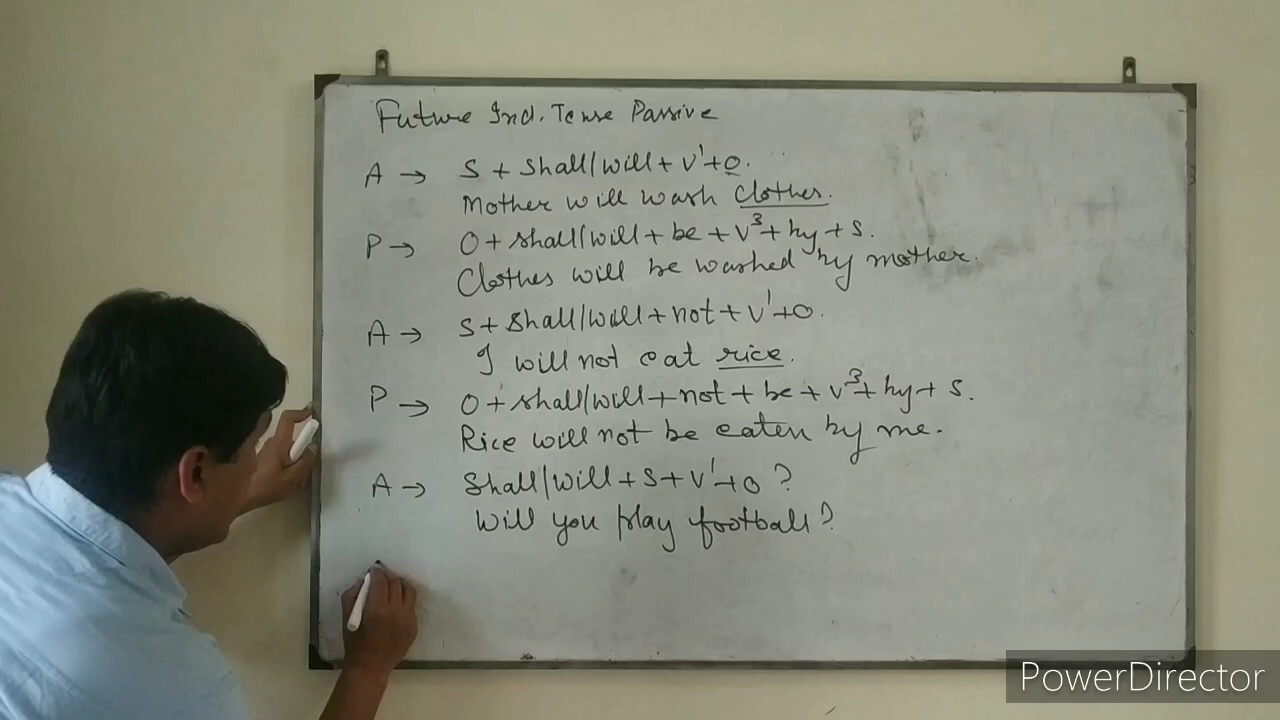 Future Ind. Tense Passive
A → S + shall/will + V¹ + O.
Mother will wash clothes.
P → O + shall/will + be + V³ + by + S.
Clothes will be washed by mother.
A → S + shall/will + not + V¹ + O.
I will not eat rice.
P → O + shall/will + not + be + V³ + by + S.
Rice will not be eaten by me.
A → Shall/will + S + V¹ + O ?
Will you play football?
PowerDirector